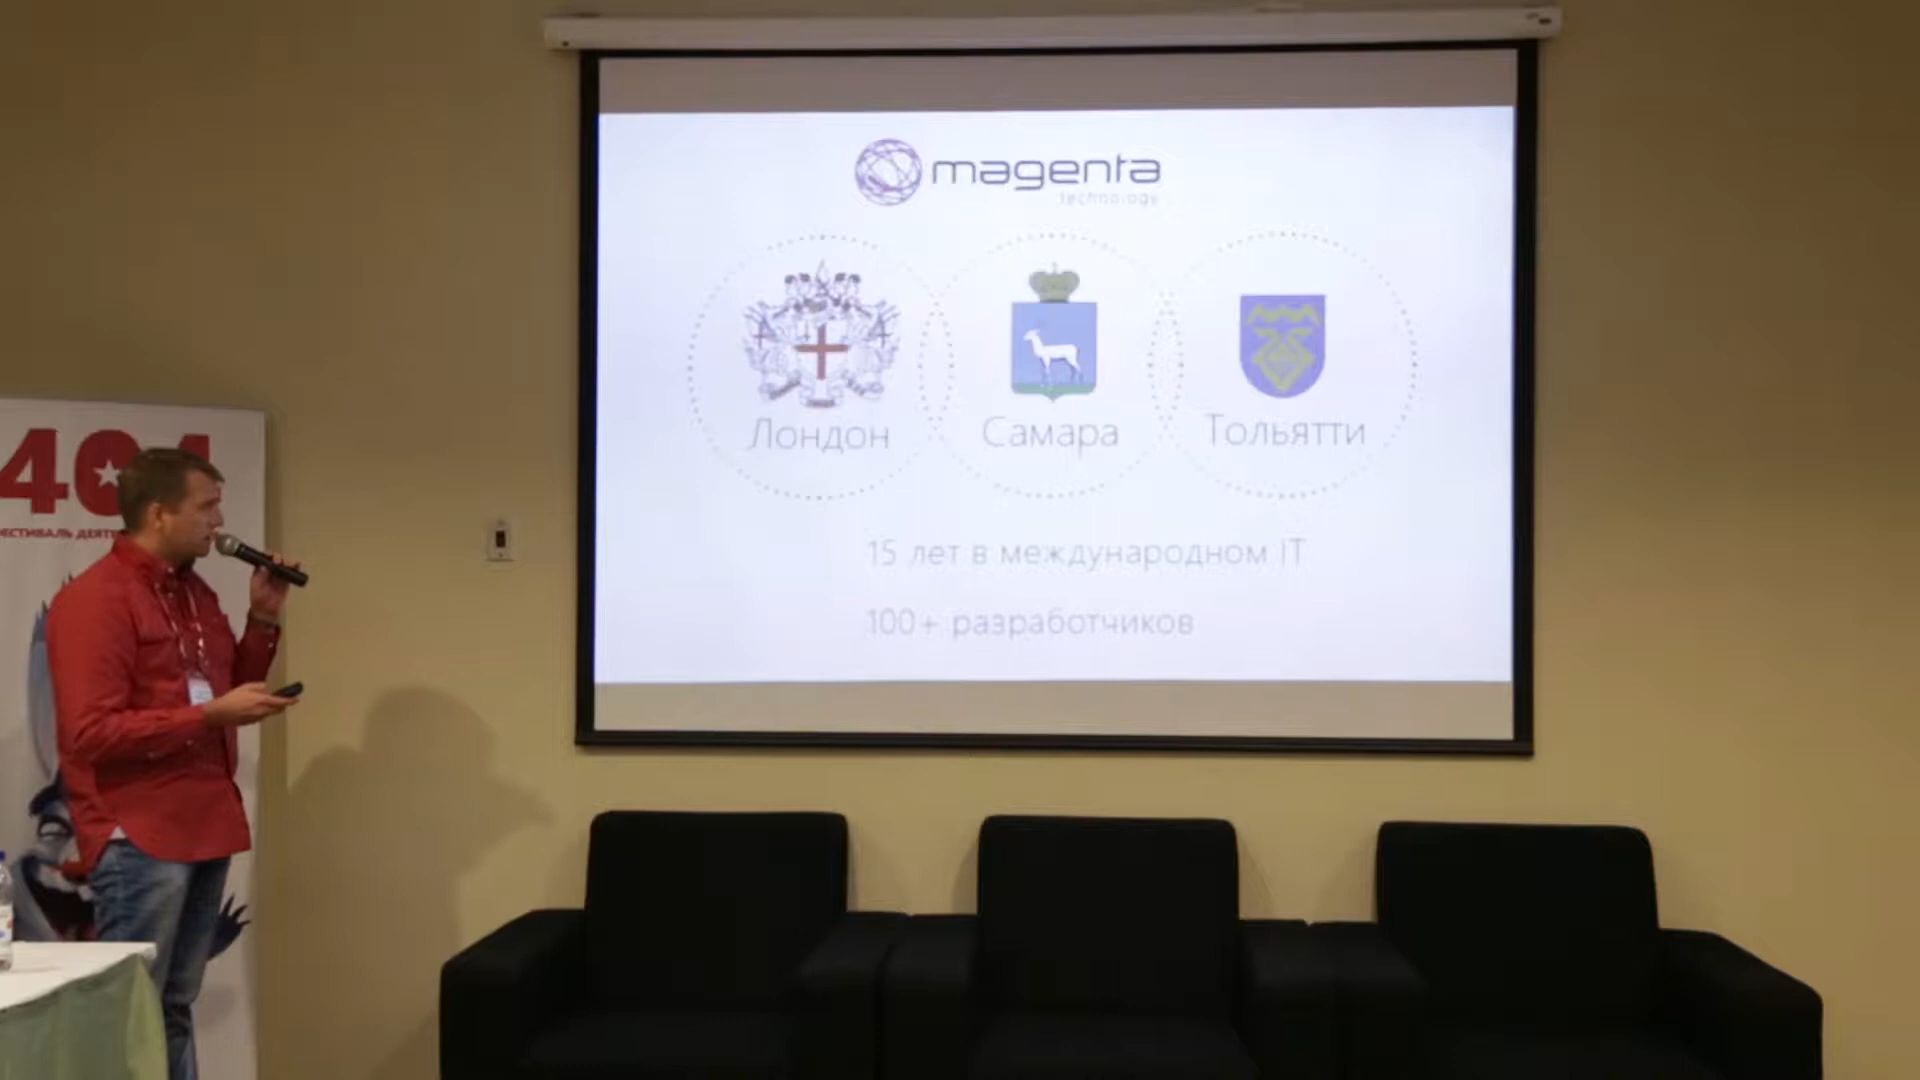 magenta
technology
Лондон
Самара
Тольятти
15 лет в международном IT
100+ разработчиков
404